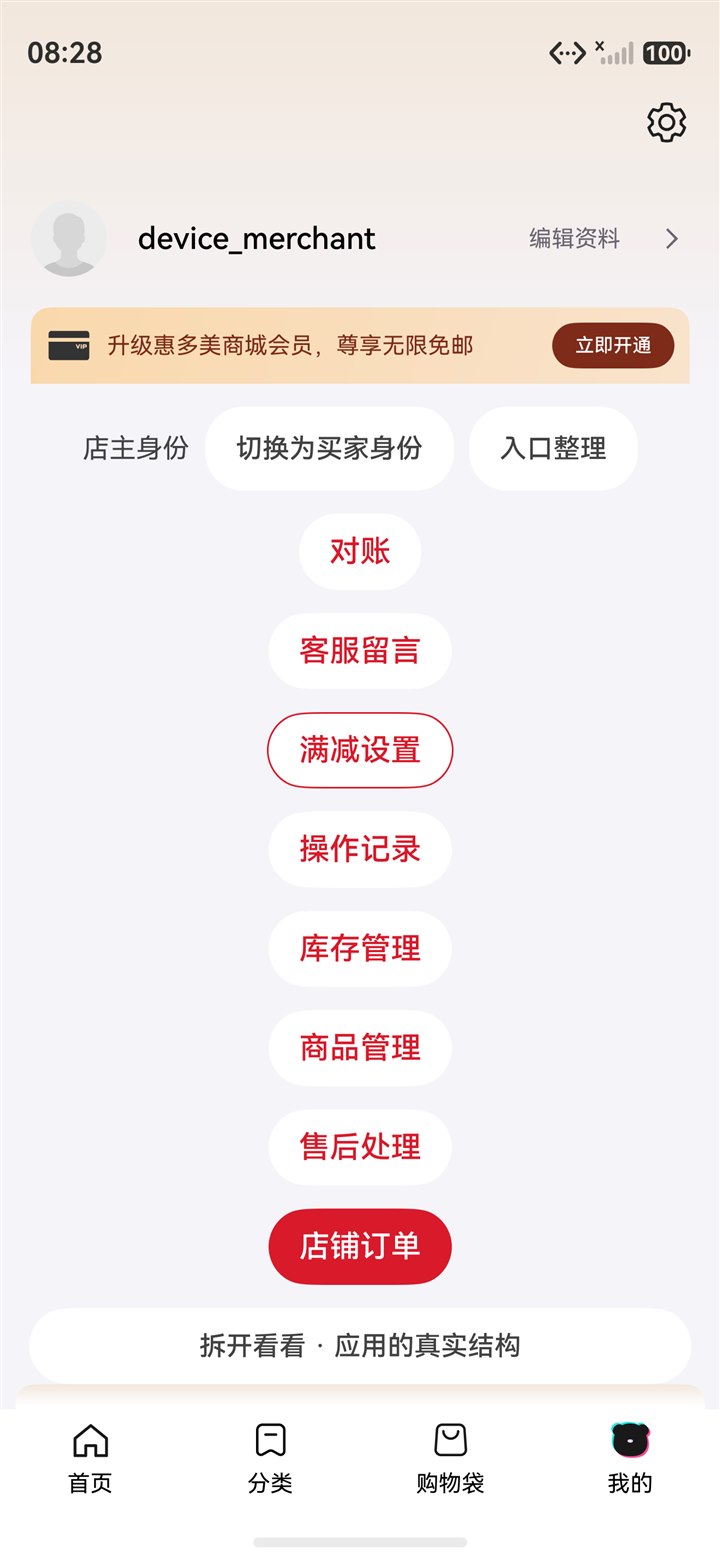 08:28
100
device_merchant
编辑资料
VIP
升级惠多美商城会员，尊享无限免邮
立即开通
店主身份
切换为买家身份
入口整理
对账
客服留言
满减设置
操作记录
库存管理
商品管理
售后处理
店铺订单
拆开看看 · 应用的真实结构
首页
分类
购物袋
我的